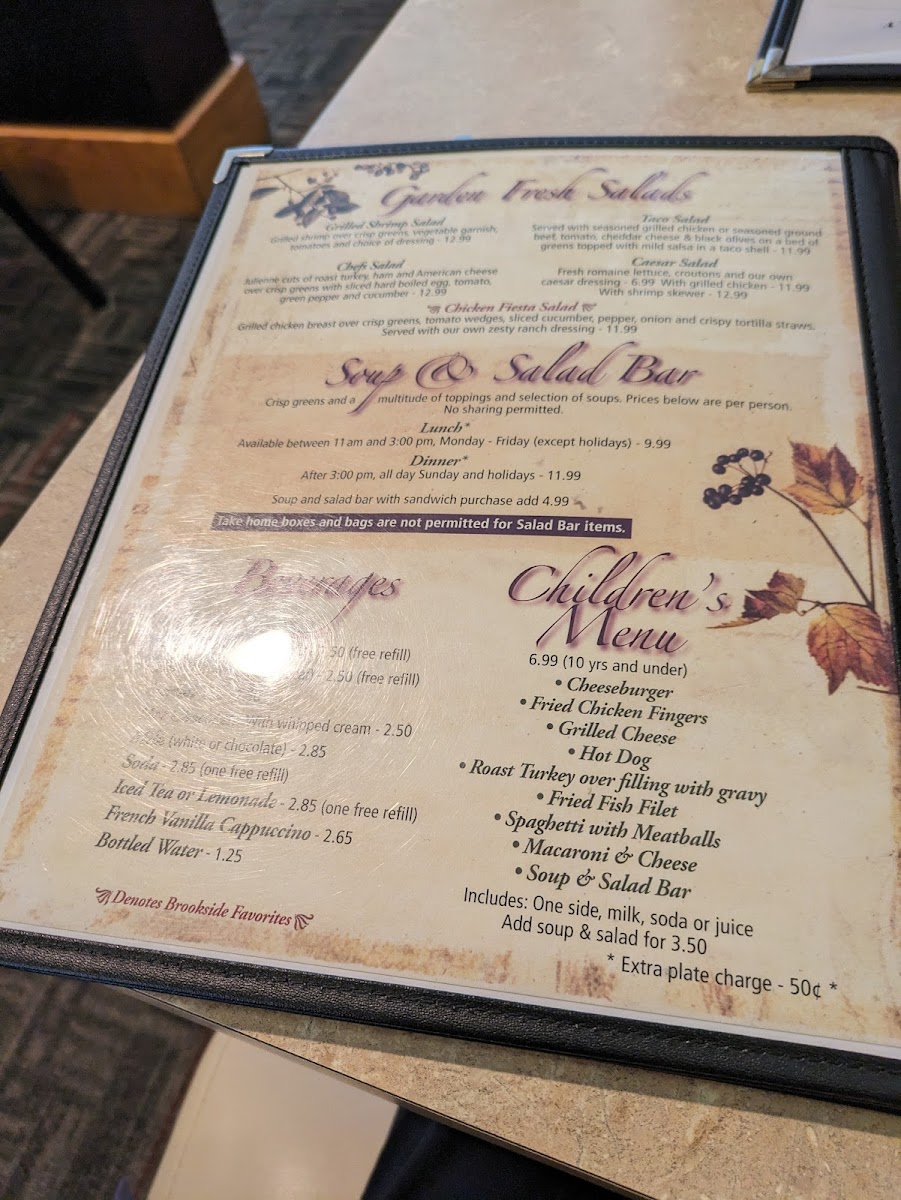 Garden Fresh Salads
Grilled Shrimp Salad
Grilled shrimp over crisp greens, vegetable garnish,
tomatoes and choice of dressing - 12.99
Taco Salad
Served with seasoned grilled chicken or seasoned ground
beef, tomato, cheddar cheese & black olives on a bed of
greens topped with mild salsa in a taco shell - 11.99
Chefs Salad
Julienne cuts of roast turkey, ham and American cheese
over crisp greens with sliced hard boiled egg, tomato,
green pepper and cucumber - 12.99
Caesar Salad
Fresh romaine lettuce, croutons and our own
caesar dressing - 6.99 With grilled chicken - 11.99
With shrimp skewer - 12.99
Chicken Fiesta Salad
Grilled chicken breast over crisp greens, tomato wedges, sliced cucumber, pepper, onion and crispy tortilla straws.
Served with our own zesty ranch dressing - 11.99
Soup & Salad Bar
Crisp greens and a multitude of toppings and selection of soups. Prices below are per person.
No sharing permitted.
Lunch*
Available between 11am and 3:00 pm, Monday - Friday (except holidays) - 9.99
Dinner*
After 3:00 pm, all day Sunday and holidays - 11.99
Soup and salad bar with sandwich purchase add 4.99
Take home boxes and bags are not permitted for Salad Bar items.
Beverages
50 (free refill)
- 2.50 (free refill)
with whipped cream - 2.50
(white or chocolate) - 2.85
Soda - 2.85 (one free refill)
Iced Tea or Lemonade - 2.85 (one free refill)
French Vanilla Cappuccino - 2.65
Bottled Water - 1.25
Denotes Brookside Favorites
Children's
Menu
6.99 (10 yrs and under)
• Cheeseburger
• Fried Chicken Fingers
• Grilled Cheese
• Hot Dog
• Roast Turkey over filling with gravy
• Fried Fish Filet
• Spaghetti with Meatballs
• Macaroni & Cheese
• Soup & Salad Bar
Includes: One side, milk, soda or juice
Add soup & salad for 3.50
* Extra plate charge - 50¢ *